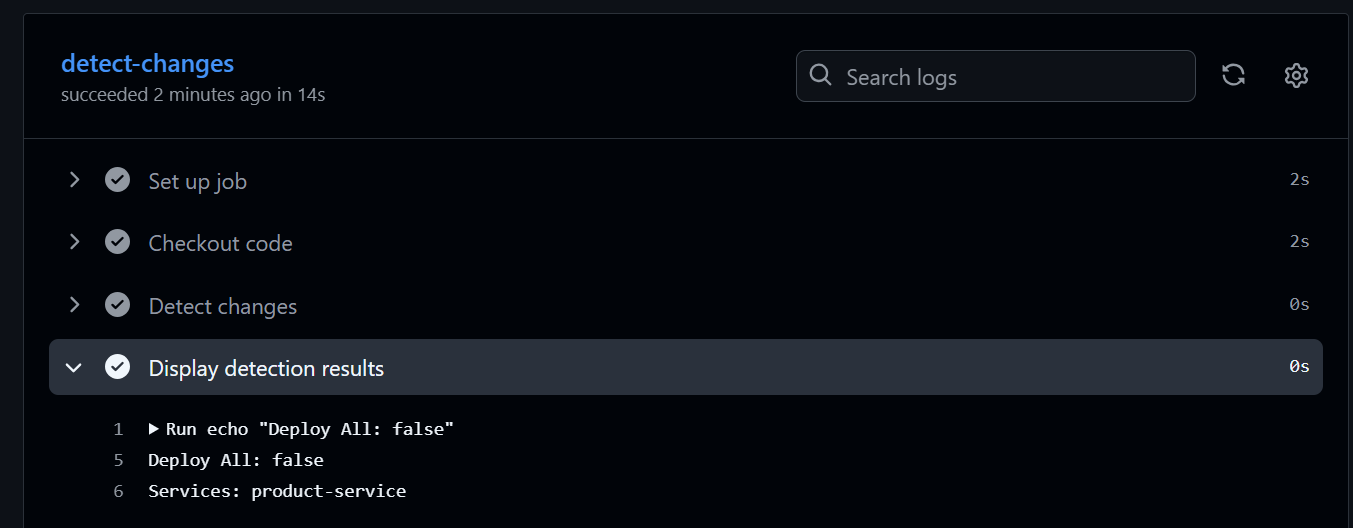 detect-changes
succeeded 2 minutes ago in 14s
Search logs
Set up job 2s
Checkout code 2s
Detect changes 0s
Display detection results 0s
1 Run echo "Deploy All: false"
5 Deploy All: false
6 Services: product-service